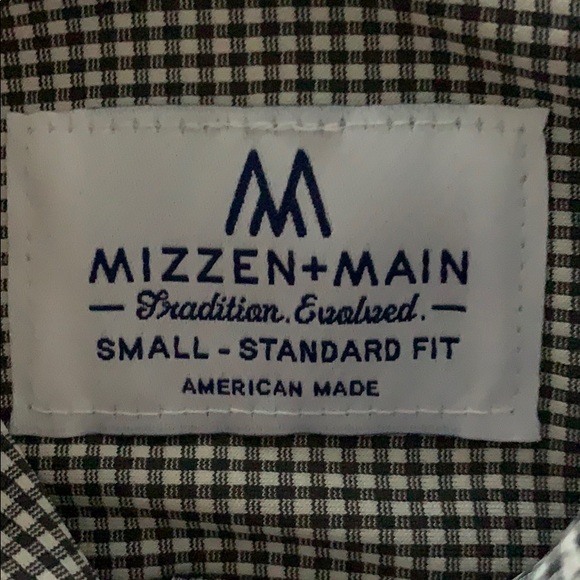 MIZZEN+MAIN
— Tradition. Evolved. —
SMALL - STANDARD FIT
AMERICAN MADE